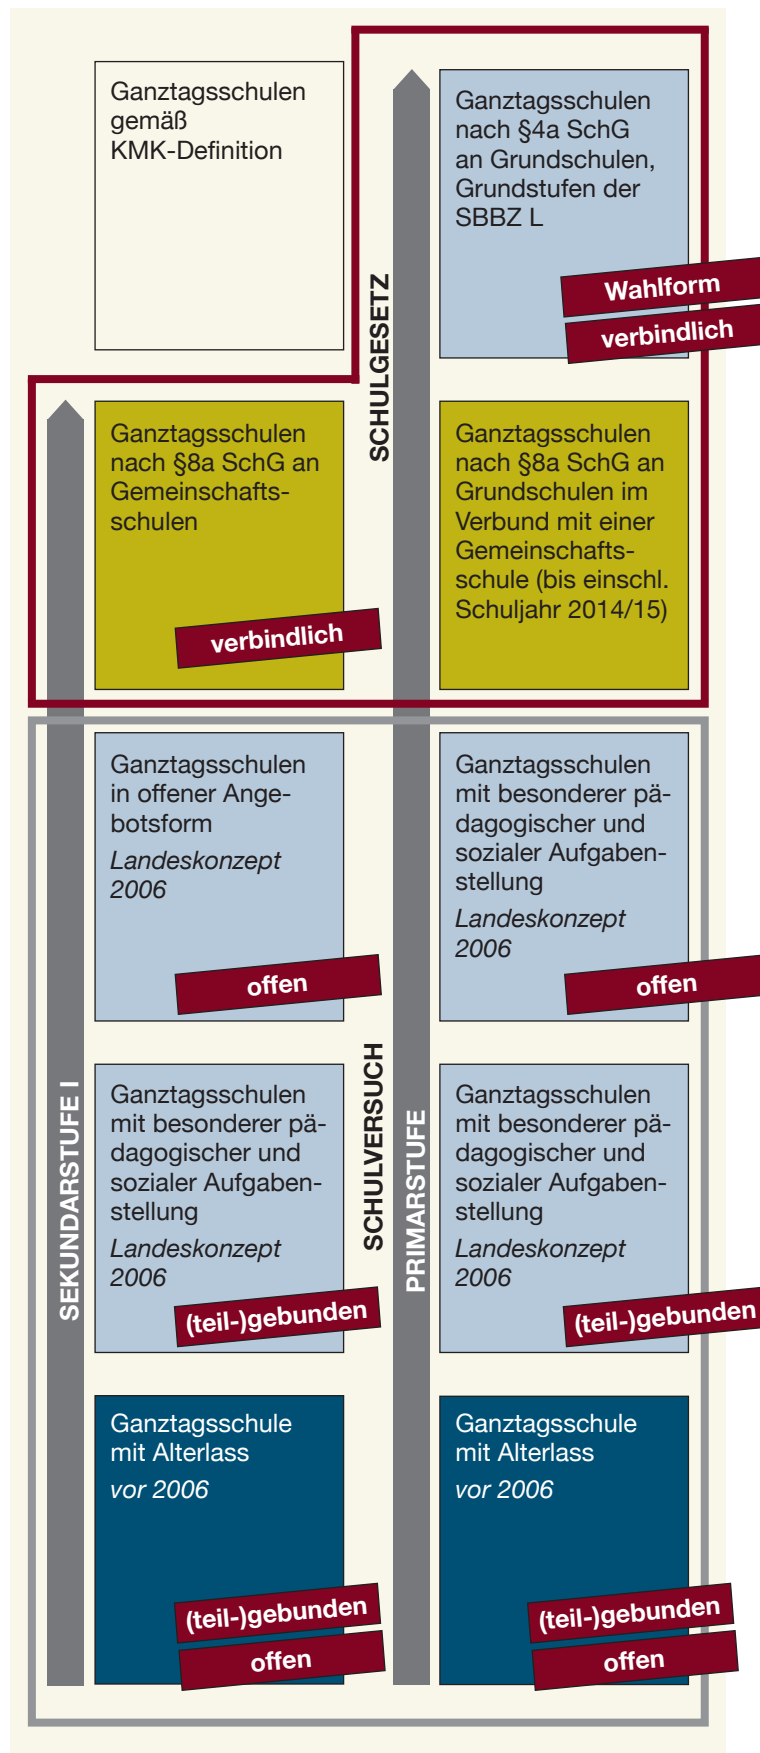 Ganztagsschulen
gemäß
KMK-Definition
Ganztagsschulen
nach §4a SchG
an Grundschulen,
Grundstufen der
SBBZ L
Wahlform
verbindlich
SCHULGESETZ
Ganztagsschulen
nach §8a SchG an
Gemeinschafts-
schulen
verbindlich
Ganztagsschulen
nach §8a SchG an
Grundschulen im
Verbund mit einer
Gemeinschafts-
schule (bis einschl.
Schuljahr 2014/15)
Ganztagsschulen
in offener Ange-
botsform
Landeskonzept
2006
offen
Ganztagsschulen
mit besonderer pä-
dagogischer und
sozialer Aufgaben-
stellung
Landeskonzept
2006
offen
SEKUNDARSTUFE I
Ganztagsschulen
mit besonderer pä-
dagogischer und
sozialer Aufgaben-
stellung
Landeskonzept
2006
(teil-)gebunden
SCHULVERSUCH
PRIMARSTUFE
Ganztagsschulen
mit besonderer pä-
dagogischer und
sozialer Aufgaben-
stellung
Landeskonzept
2006
(teil-)gebunden
Ganztagsschule
mit Alterlass
vor 2006
(teil-)gebunden
offen
Ganztagsschule
mit Alterlass
vor 2006
(teil-)gebunden
offen